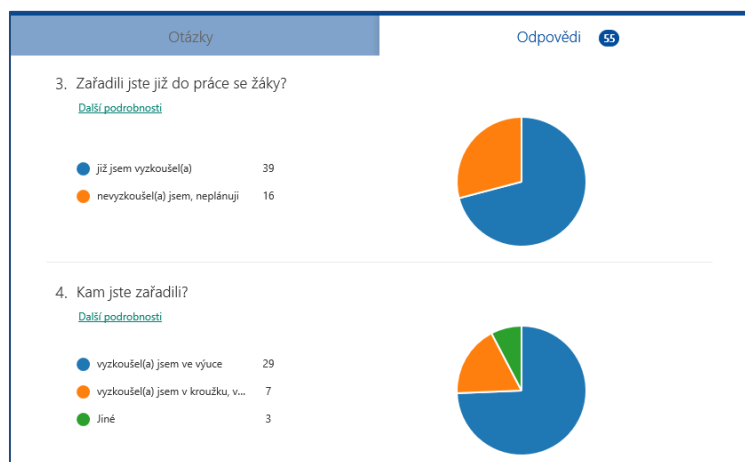 Otázky
Odpovědi 55
3. Zařadili jste již do práce se žáky?
Další podrobnosti
již jsem vyzkoušel(a) 39
nevyzkoušel(a) jsem, neplánuji 16
4. Kam jste zařadili?
Další podrobnosti
vyzkoušel(a) jsem ve výuce 29
vyzkoušel(a) jsem v kroužku, v... 7
Jiné 3